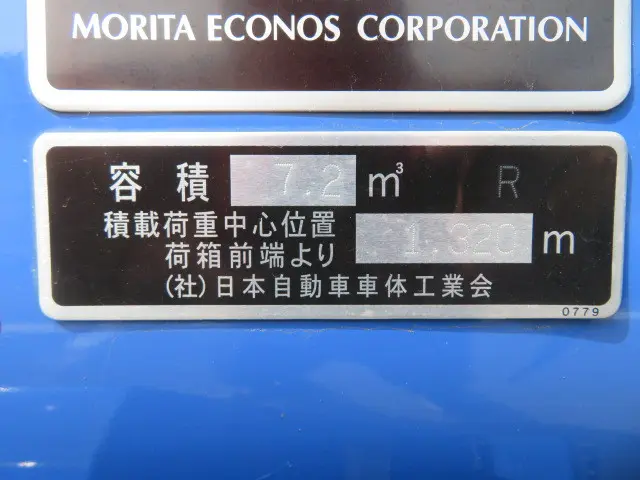 MORITA ECONOS CORPORATION
容積 7.2 m³ R
積載荷重中心位置
荷箱前端より 1.320 m
(社)日本自動車車体工業会
0779